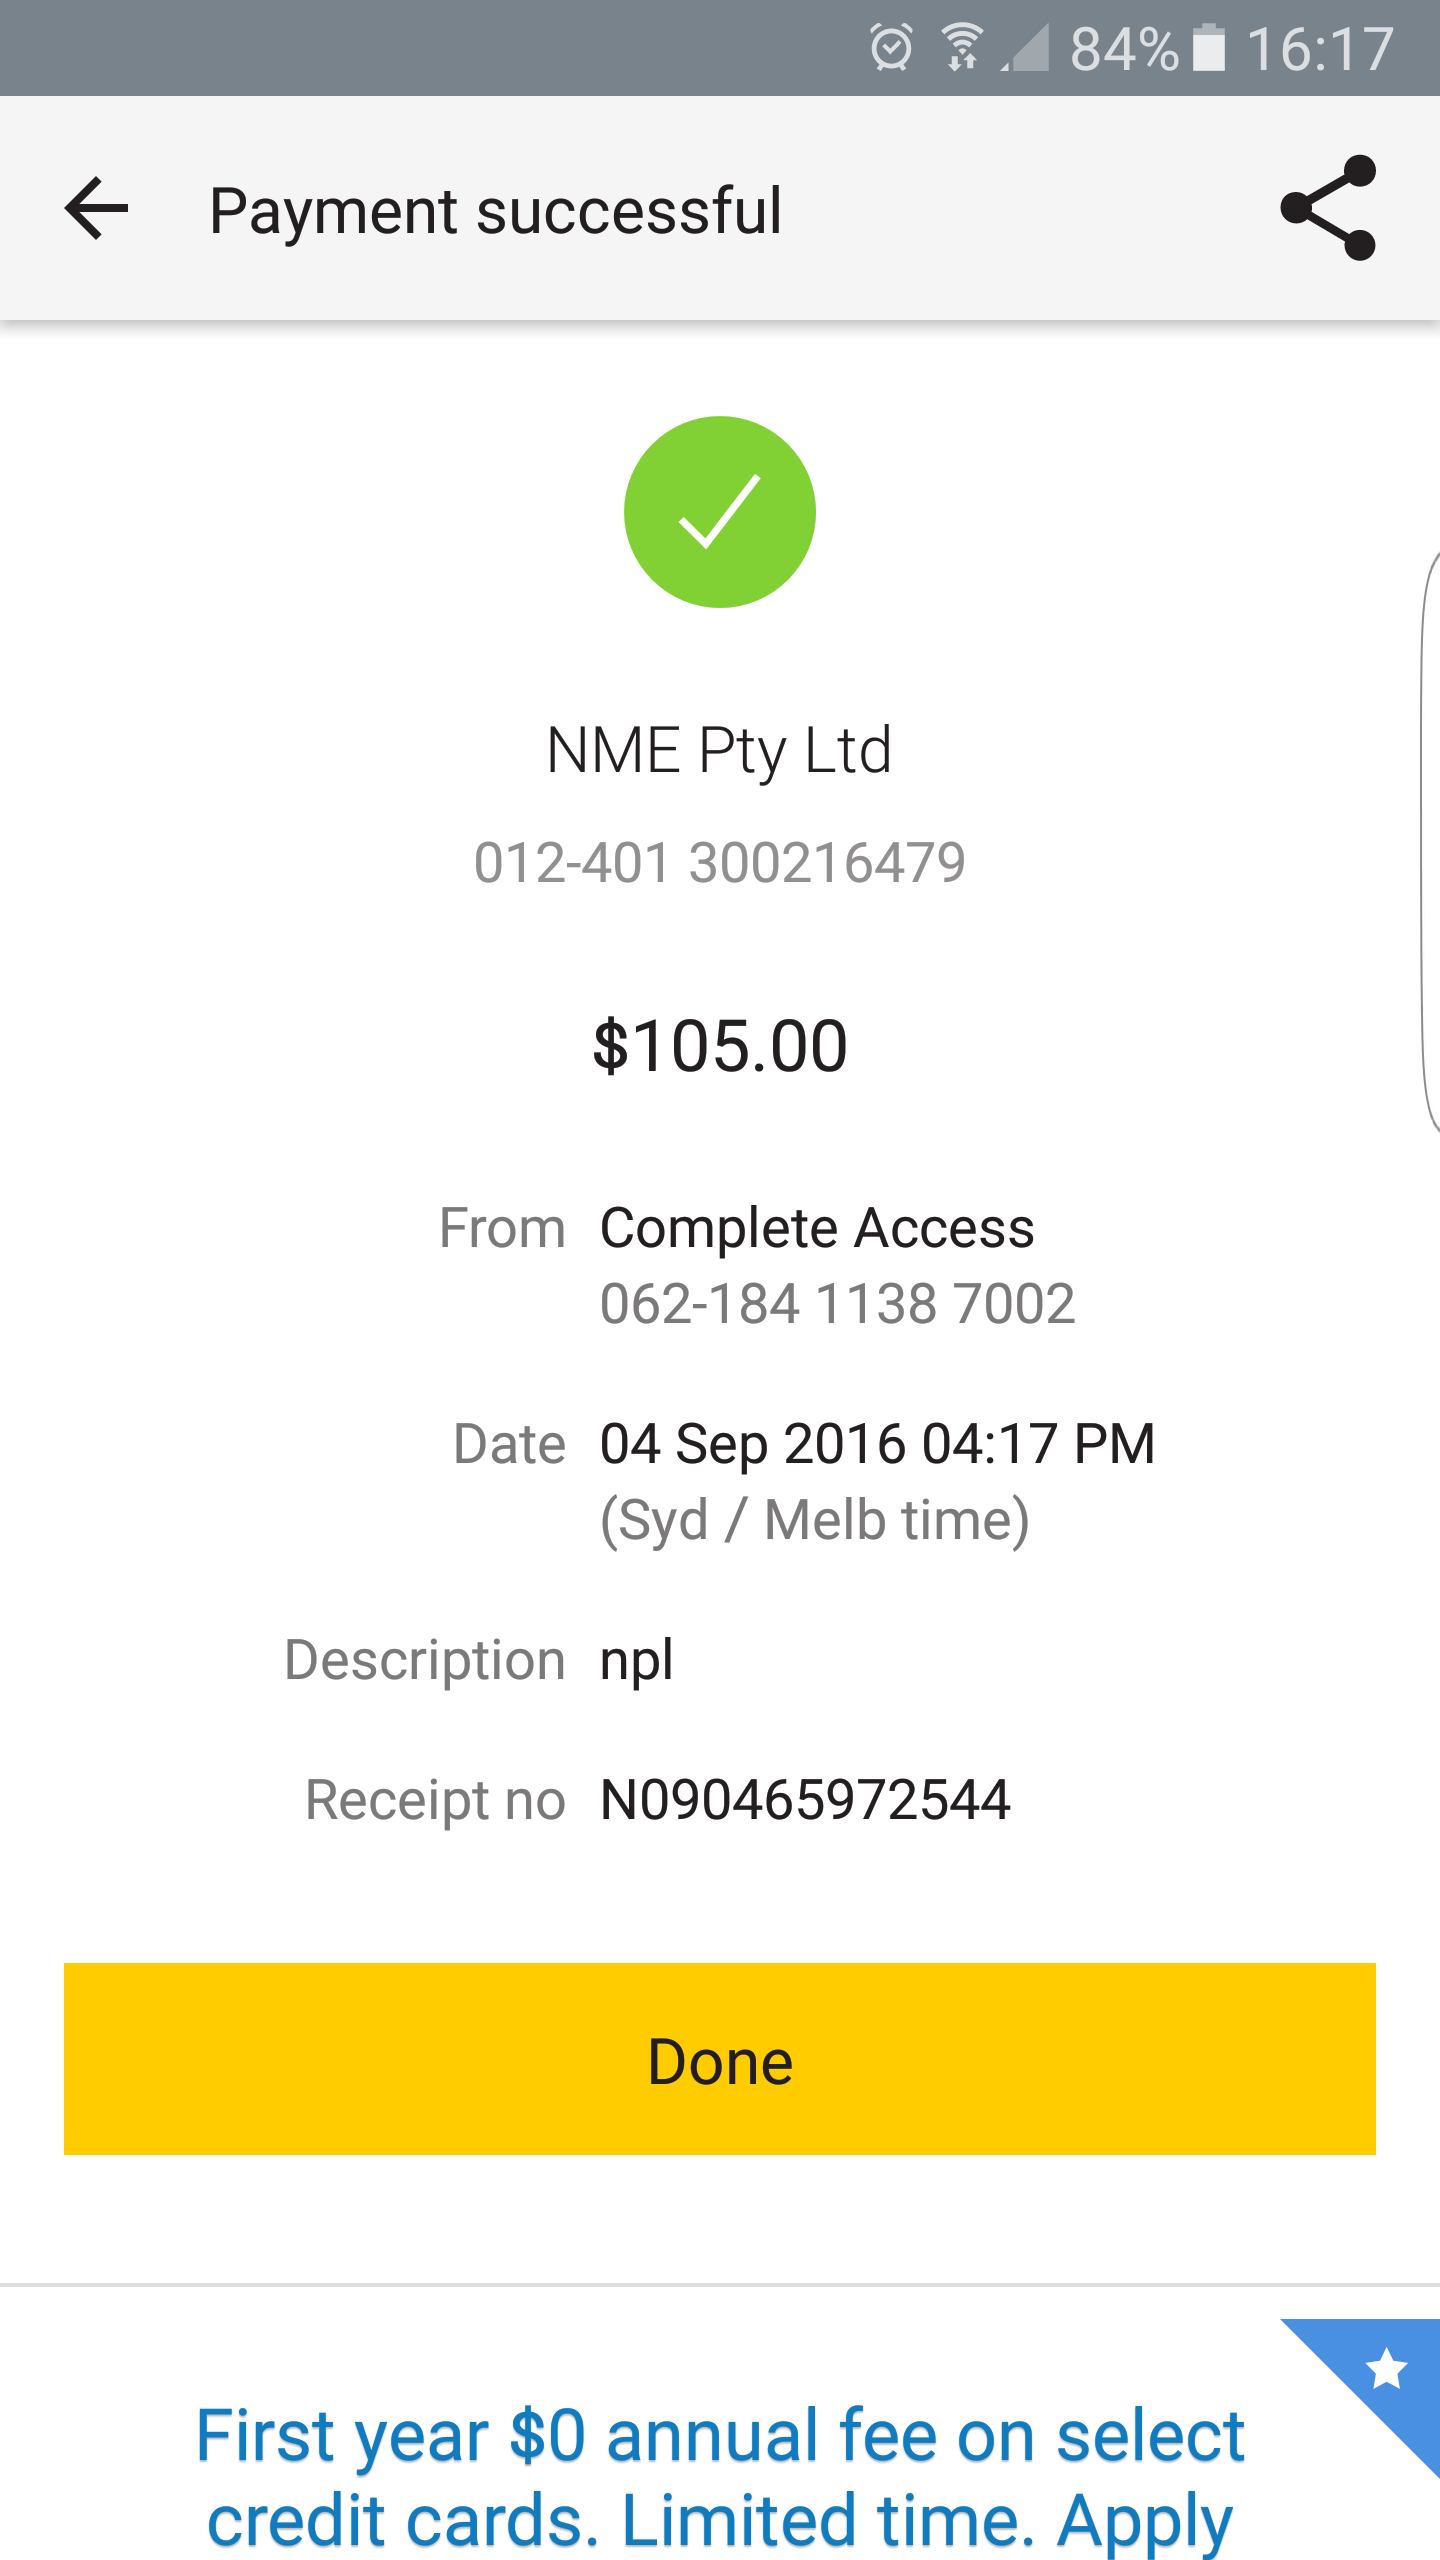 84% 16:17
Payment successful
NME Pty Ltd
012-401 300216479
$105.00
From Complete Access
062-184 1138 7002
Date 04 Sep 2016 04:17 PM
(Syd / Melb time)
Description npl
Receipt no N090465972544
Done
First year $0 annual fee on select
credit cards. Limited time. Apply